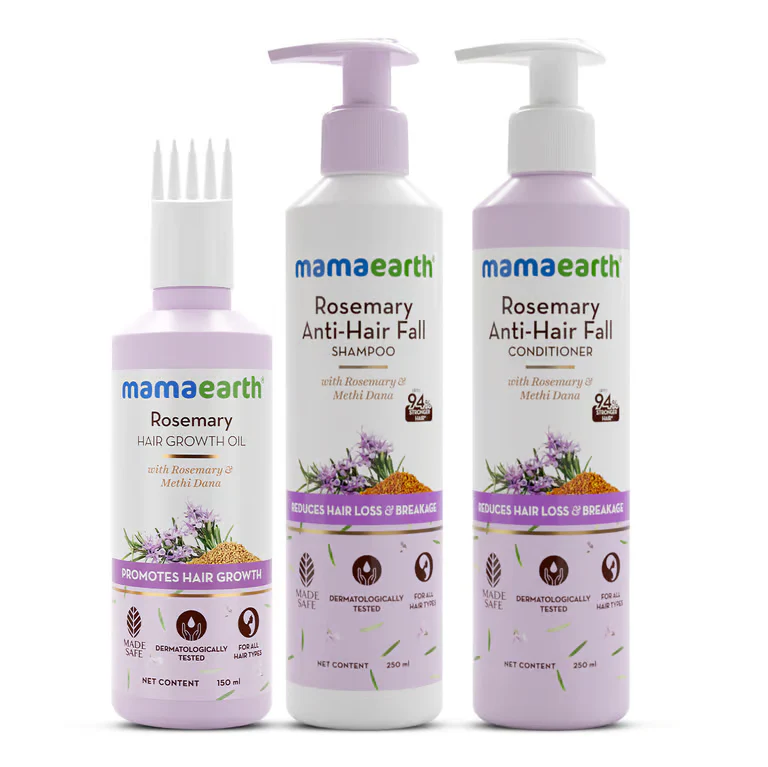 mamaearth
Rosemary
HAIR GROWTH OIL
with Rosemary &
Methi Dana
PROMOTES HAIR GROWTH
MADE
SAFE
DERMATOLOGICALLY
TESTED
FOR ALL
HAIR TYPES
NET CONTENT 150 ml
mamaearth
Rosemary
Anti-Hair Fall
SHAMPOO
with Rosemary &
Methi Dana
94%
STRONGER
HAIR*
REDUCES HAIR LOSS & BREAKAGE
MADE
SAFE
DERMATOLOGICALLY
TESTED
FOR ALL
HAIR TYPES
NET CONTENT 250 ml
mamaearth
Rosemary
Anti-Hair Fall
CONDITIONER
with Rosemary &
Methi Dana
94%
STRONGER
HAIR*
REDUCES HAIR LOSS & BREAKAGE
MADE
SAFE
DERMATOLOGICALLY
TESTED
FOR ALL
HAIR TYPES
NET CONTENT 250 ml